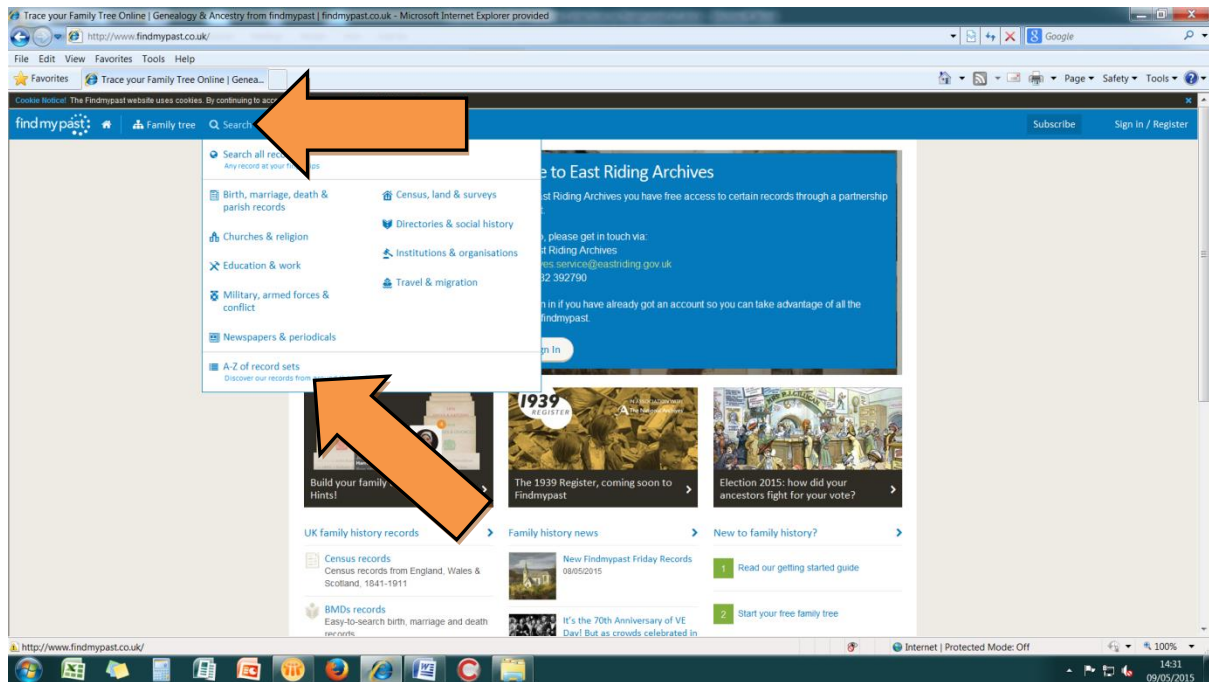 Trace your Family Tree Online | Genealogy & Ancestry from findmypast | findmypast.co.uk - Microsoft Internet Explorer provided
http://www.findmypast.co.uk/
Google
File Edit View Favorites Tools Help
Favorites Trace your Family Tree Online | Genea...
Page Safety Tools
Cookie Notice! The Findmypast website uses cookies. By continuing to
findmypast Family tree Search Subscribe Sign in / Register
Search all
Any record at your
Birth, marriage, death &
parish records
Churches & religion
Education & work
Military, armed forces &
conflict
Newspapers & periodicals
Census, land & surveys
Directories & social history
Institutions & organisations
Travel & migration
A-Z of record sets
Discover our records from
to East Riding Archives
Riding Archives you have free access to certain records through a partnership
, please get in touch via:
Riding Archives
service@eastriding.gov.uk
392790
in if you have already got an account so you can take advantage of all the
findmypast.
In
Build your family
Hints!
1939
REGISTER
The 1939 Register, coming soon to
Findmypast
Election 2015: how did your
ancestors fight for your vote?
UK family history records
Census records
Census records from England, Wales &
Scotland, 1841-1911
BMDs records
Easy-to-search birth, marriage and death
records
Family history news
New Findmypast Friday Records
08/05/2015
It's the 70th Anniversary of VE
Day! But as crowds celebrated in
New to family history?
1 Read our getting started guide
2 Start your free family tree
http://www.findmypast.co.uk/ Internet | Protected Mode: Off 100%
14:31
09/05/2015